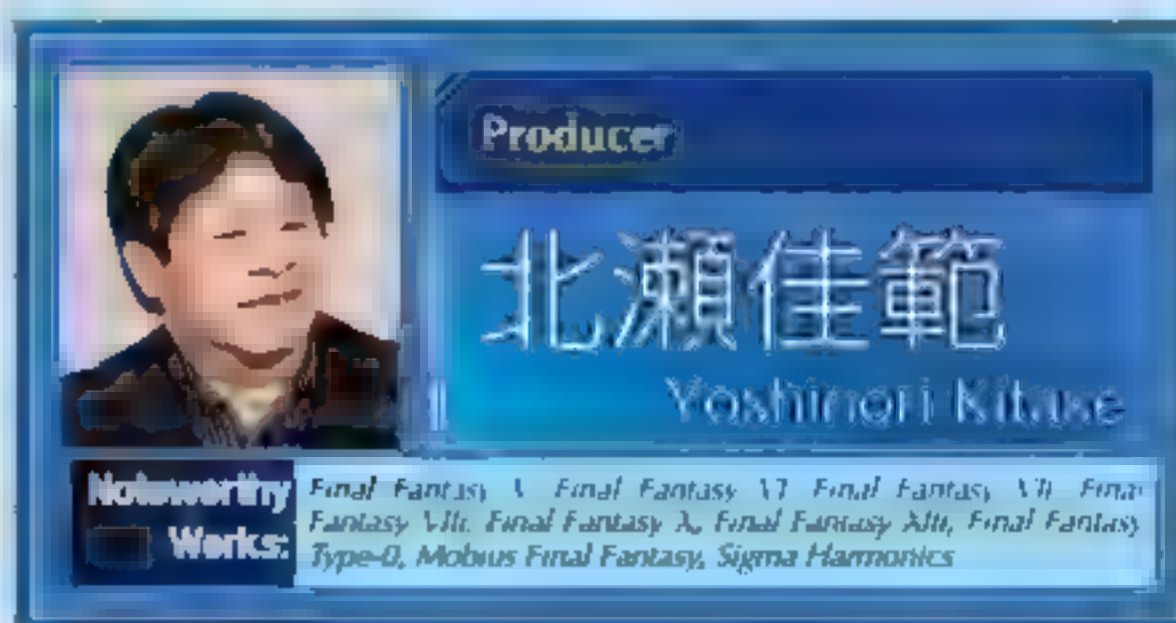 Producer
北瀬佳範
Yoshinori Kitase
Noteworthy
Works:
Final Fantasy V, Final Fantasy VI, Final Fantasy VII, Final
Fantasy VIII, Final Fantasy X, Final Fantasy XIII, Final Fantasy
Type-0, Mobius Final Fantasy, Sigma Harmonics